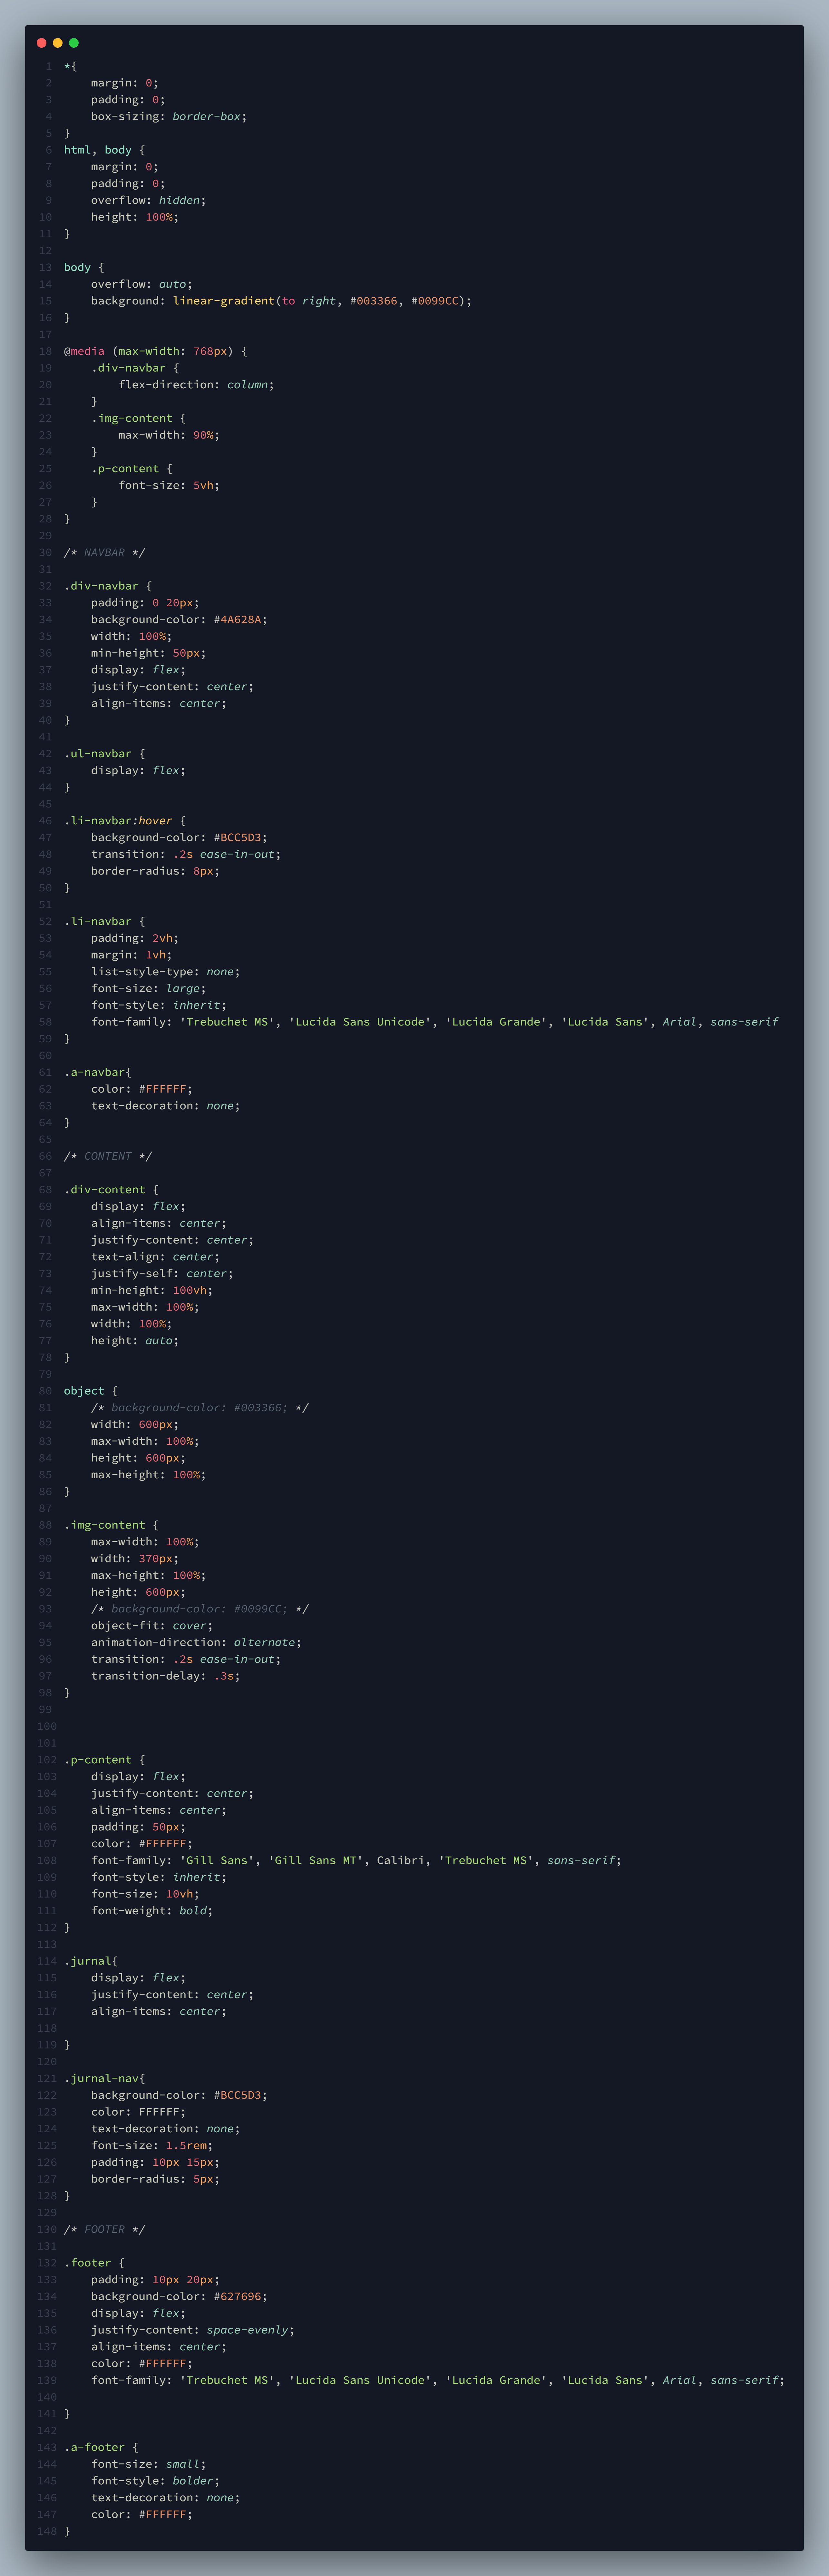 1 *{
2     margin: 0;
3     padding: 0;
4     box-sizing: border-box;
5 }
6 html, body {
7     margin: 0;
8     padding: 0;
9     overflow: hidden;
10     height: 100%;
11 }
12
13 body {
14     overflow: auto;
15     background: linear-gradient(to right, #003366, #0099CC);
16 }
17
18 @media (max-width: 768px) {
19     .div-navbar {
20         flex-direction: column;
21     }
22     .img-content {
23         max-width: 90%;
24     }
25     .p-content {
26         font-size: 5vh;
27     }
28 }
29
30 /* NAVBAR */
31
32 .div-navbar {
33     padding: 0 20px;
34     background-color: #4A628A;
35     width: 100%;
36     min-height: 50px;
37     display: flex;
38     justify-content: center;
39     align-items: center;
40 }
41
42 .ul-navbar {
43     display: flex;
44 }
45
46 .li-navbar:hover {
47     background-color: #BCC5D3;
48     transition: .2s ease-in-out;
49     border-radius: 8px;
50 }
51
52 .li-navbar {
53     padding: 2vh;
54     margin: 1vh;
55     list-style-type: none;
56     font-size: large;
57     font-style: inherit;
58     font-family: 'Trebuchet MS', 'Lucida Sans Unicode', 'Lucida Grande', 'Lucida Sans', Arial, sans-serif
59 }
60
61 .a-navbar{
62     color: #FFFFFF;
63     text-decoration: none;
64 }
65
66 /* CONTENT */
67
68 .div-content {
69     display: flex;
70     align-items: center;
71     justify-content: center;
72     text-align: center;
73     justify-self: center;
74     min-height: 100vh;
75     max-width: 100%;
76     width: 100%;
77     height: auto;
78 }
79
80 object {
81     /* background-color: #003366; */
82     width: 600px;
83     max-width: 100%;
84     height: 600px;
85     max-height: 100%;
86 }
87
88 .img-content {
89     max-width: 100%;
90     width: 370px;
91     max-height: 100%;
92     height: 600px;
93     /* background-color: #0099CC; */
94     object-fit: cover;
95     animation-direction: alternate;
96     transition: .2s ease-in-out;
97     transition-delay: .3s;
98 }
99
100
101
102 .p-content {
103     display: flex;
104     justify-content: center;
105     align-items: center;
106     padding: 50px;
107     color: #FFFFFF;
108     font-family: 'Gill Sans', 'Gill Sans MT', Calibri, 'Trebuchet MS', sans-serif;
109     font-style: inherit;
110     font-size: 10vh;
111     font-weight: bold;
112 }
113
114 .jurnal{
115     display: flex;
116     justify-content: center;
117     align-items: center;
118
119 }
120
121 .jurnal-nav{
122     background-color: #BCC5D3;
123     color: FFFFFF;
124     text-decoration: none;
125     font-size: 1.5rem;
126     padding: 10px 15px;
127     border-radius: 5px;
128 }
129
130 /* FOOTER */
131
132 .footer {
133     padding: 10px 20px;
134     background-color: #627696;
135     display: flex;
136     justify-content: space-evenly;
137     align-items: center;
138     color: #FFFFFF;
139     font-family: 'Trebuchet MS', 'Lucida Sans Unicode', 'Lucida Grande', 'Lucida Sans', Arial, sans-serif;
140
141 }
142
143 .a-footer {
144     font-size: small;
145     font-style: bolder;
146     text-decoration: none;
147     color: #FFFFFF;
148 }